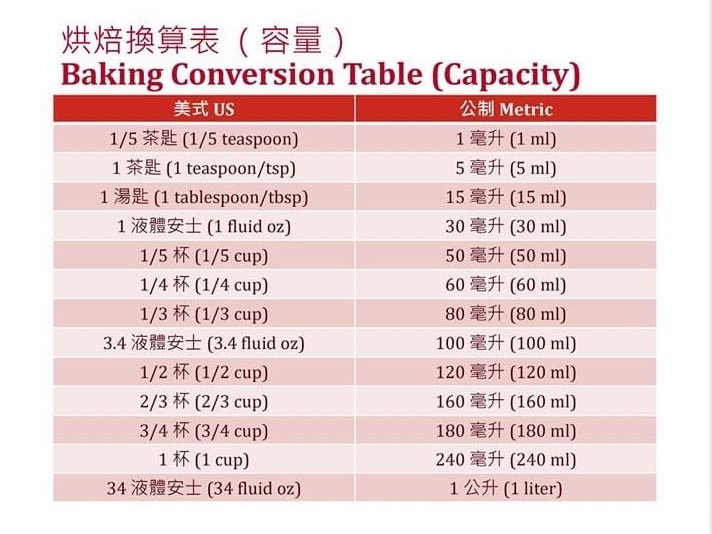 烘焙換算表 （容量）
Baking Conversion Table (Capacity)
美式 US 公制 Metric
1/5 茶匙 (1/5 teaspoon) 1 毫升 (1 ml)
1 茶匙 (1 teaspoon/tsp) 5 毫升 (5 ml)
1 湯匙 (1 tablespoon/tbsp) 15 毫升 (15 ml)
1 液體安士 (1 fluid oz) 30 毫升 (30 ml)
1/5 杯 (1/5 cup) 50 毫升 (50 ml)
1/4 杯 (1/4 cup) 60 毫升 (60 ml)
1/3 杯 (1/3 cup) 80 毫升 (80 ml)
3.4 液體安士 (3.4 fluid oz) 100 毫升 (100 ml)
1/2 杯 (1/2 cup) 120 毫升 (120 ml)
2/3 杯 (2/3 cup) 160 毫升 (160 ml)
3/4 杯 (3/4 cup) 180 毫升 (180 ml)
1 杯 (1 cup) 240 毫升 (240 ml)
34 液體安士 (34 fluid oz) 1 公升 (1 liter)